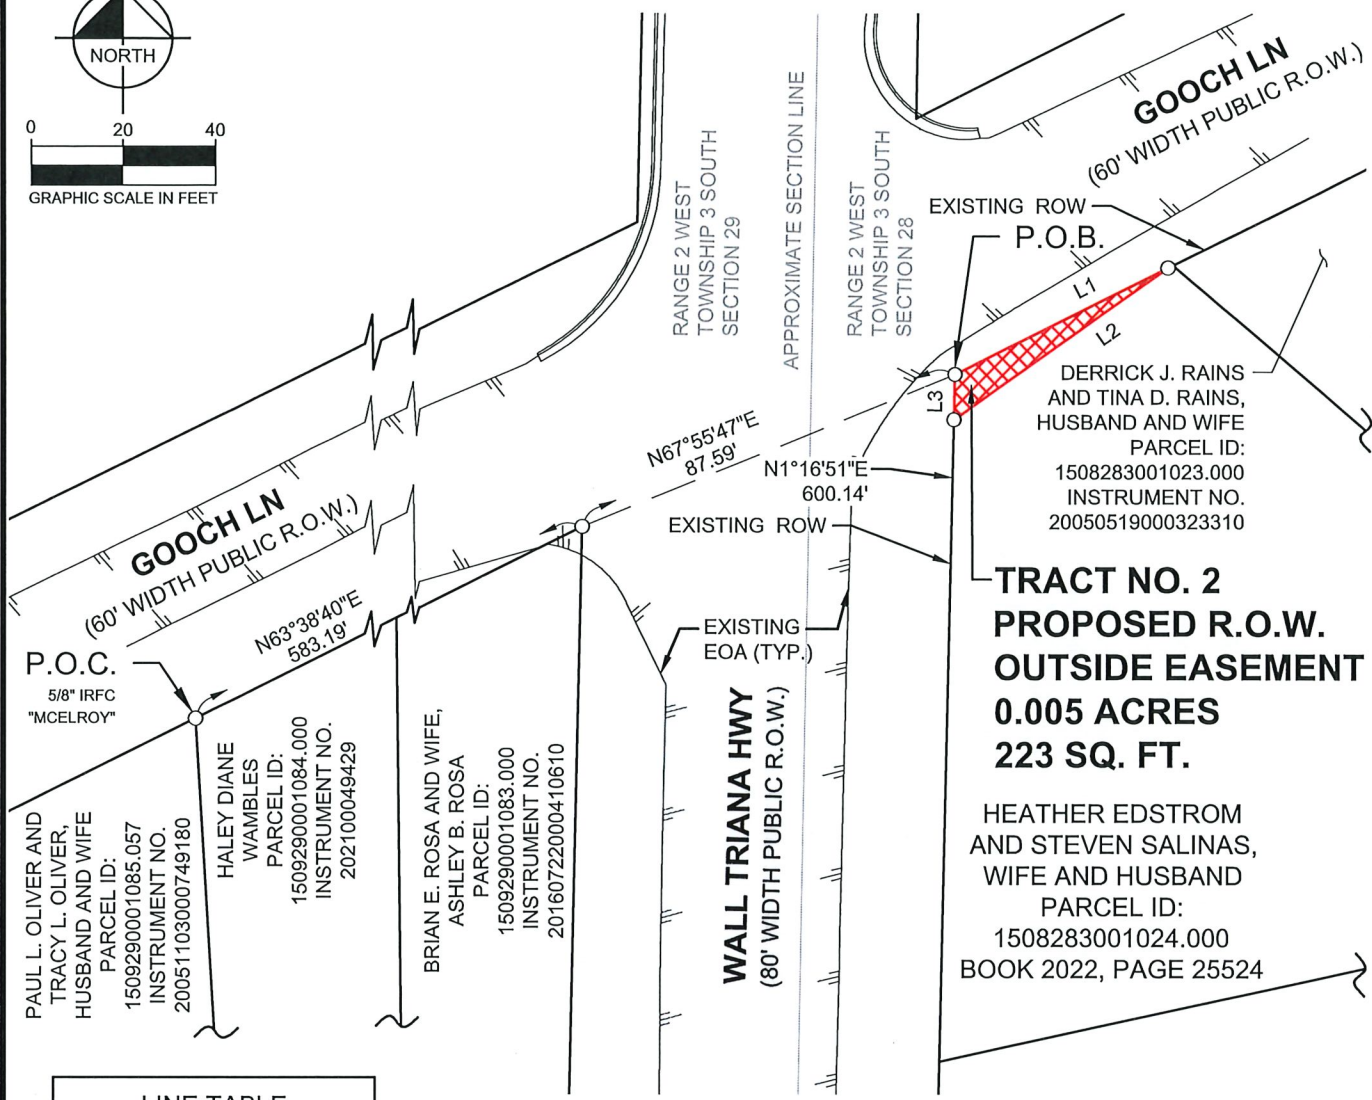 NORTH
0 20 40
GRAPHIC SCALE IN FEET
RANGE 2 WEST
TOWNSHIP 3 SOUTH
SECTION 29
APPROXIMATE SECTION LINE
RANGE 2 WEST
TOWNSHIP 3 SOUTH
SECTION 28
GOOCH LN
(60' WIDTH PUBLIC R.O.W.)
EXISTING ROW
P.O.B.
L1
L2
L3
DERRICK J. RAINS
AND TINA D. RAINS,
HUSBAND AND WIFE
PARCEL ID:
1508283001023.000
INSTRUMENT NO.
20050519000323310
N67°55'47"E
87.59'
N1°16'51"E
600.14'
EXISTING ROW
GOOCH LN
(60' WIDTH PUBLIC R.O.W.)
N63°38'40"E
583.19'
P.O.C.
5/8" IRFC
"MCELROY"
EXISTING
EOA (TYP.)
TRACT NO. 2
PROPOSED R.O.W.
OUTSIDE EASEMENT
0.005 ACRES
223 SQ. FT.
PAUL L. OLIVER AND
TRACY L. OLIVER,
HUSBAND AND WIFE
PARCEL ID:
1509290001085.057
INSTRUMENT NO.
20051103000749180
HALEY DIANE
WAMBLES
PARCEL ID:
1509290001084.000
INSTRUMENT NO.
202100049429
BRIAN E. ROSA AND WIFE,
ASHLEY B. ROSA
PARCEL ID:
1509290001083.000
INSTRUMENT NO.
20160722000410610
WALL TRIANA HWY
(80' WIDTH PUBLIC R.O.W.)
HEATHER EDSTROM
AND STEVEN SALINAS,
WIFE AND HUSBAND
PARCEL ID:
1508283001024.000
BOOK 2022, PAGE 25524
LINE TABLE